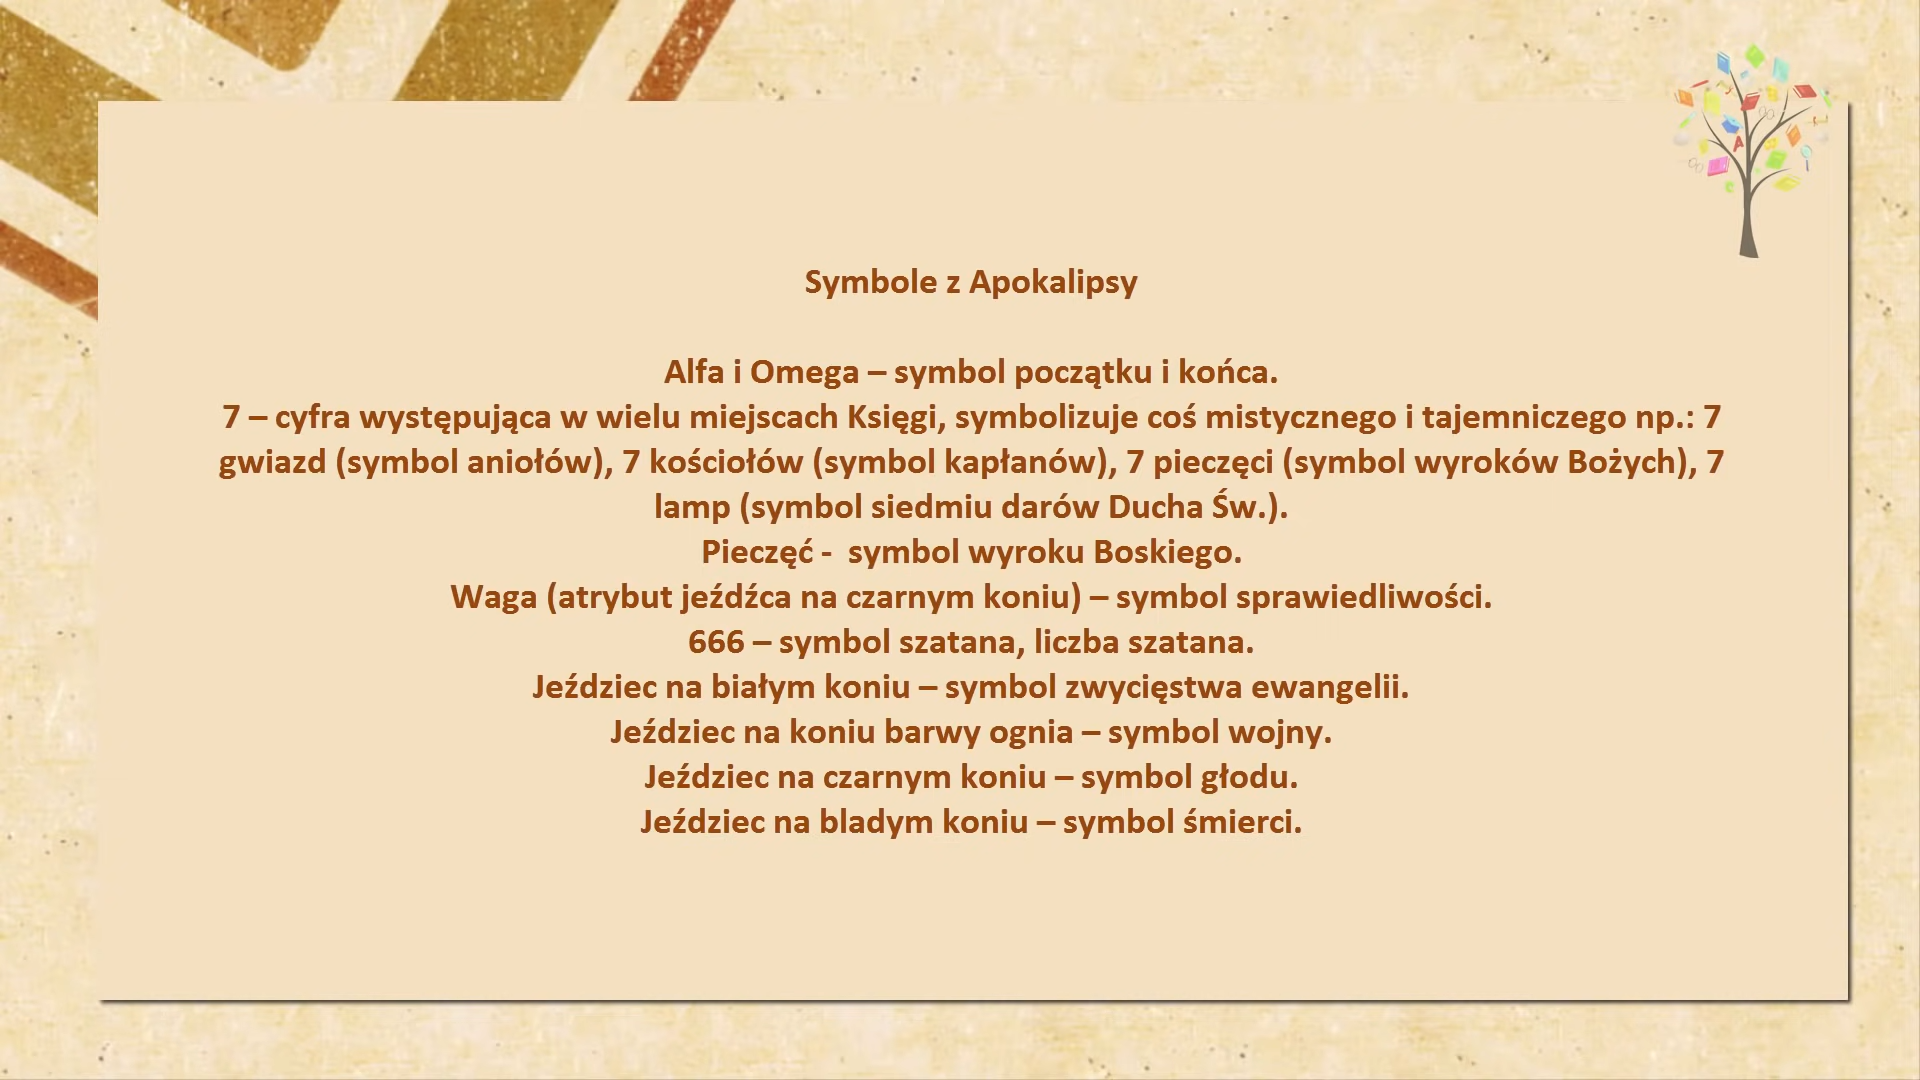 Symbole z Apokalipsy
Alfa i Omega – symbol początku i końca.
7 – cyfra występująca w wielu miejscach Księgi, symbolizuje coś mistycznego i tajemniczego np.: 7
gwiazd (symbol aniołów), 7 kościołów (symbol kapłanów), 7 pieczęci (symbol wyroków Bożych), 7
lamp (symbol siedmiu darów Ducha Św.).
Pieczęć -  symbol wyroku Boskiego.
Waga (atrybut jeźdźca na czarnym koniu) – symbol sprawiedliwości.
666 – symbol szatana, liczba szatana.
Jeździec na białym koniu – symbol zwycięstwa ewangelii.
Jeździec na koniu barwy ognia – symbol wojny.
Jeździec na czarnym koniu – symbol głodu.
Jeździec na bladym koniu – symbol śmierci.